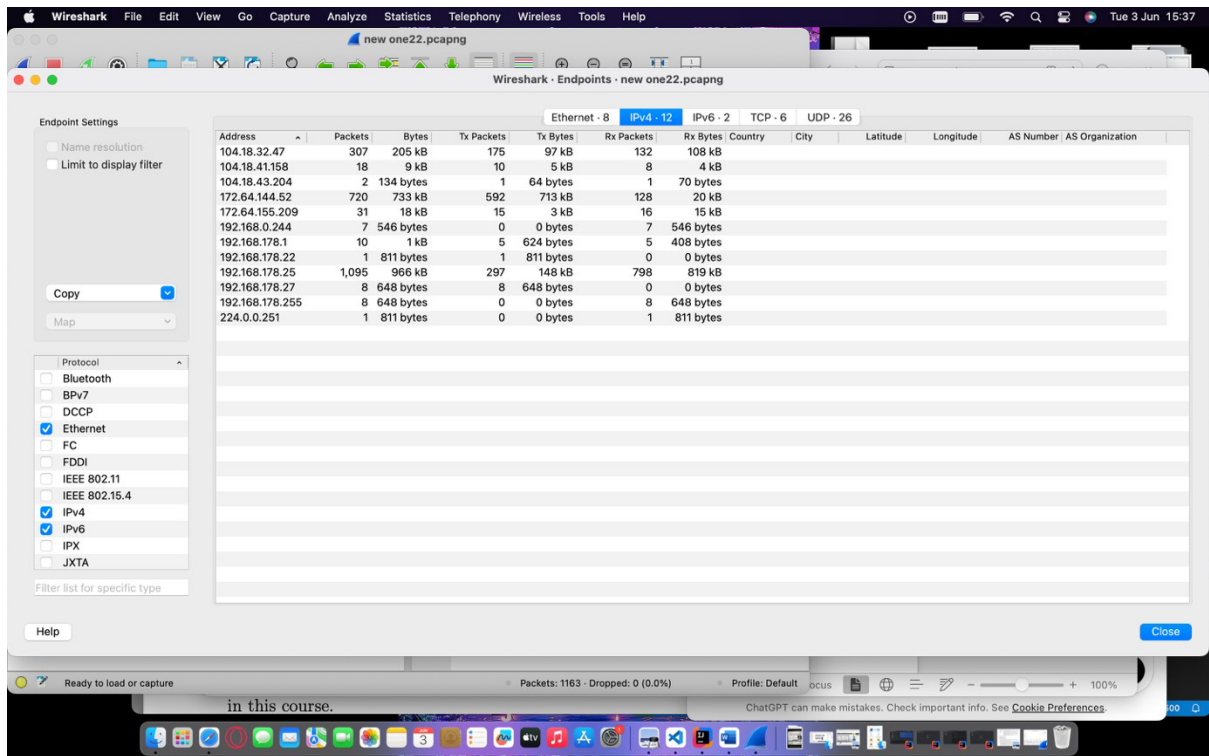 Wireshark File Edit View Go Capture Analyze Statistics Telephony Wireless Tools Help Tue 3 Jun 15:37
new one22.pcapng
Wireshark · Endpoints · new one22.pcapng
Endpoint Settings
Name resolution
Limit to display filter
Copy
Map
Protocol
Bluetooth
BPv7
DCCP
Ethernet
FC
FDDI
IEEE 802.11
IEEE 802.15.4
IPv4
IPv6
IPX
JXTA
Filter list for specific type
Ethernet · 8 IPv4 · 12 IPv6 · 2 TCP · 6 UDP · 26
Address Packets Bytes Tx Packets Tx Bytes Rx Packets Rx Bytes Country City Latitude Longitude AS Number AS Organization
104.18.32.47 307 205 kB 175 97 kB 132 108 kB
104.18.41.158 18 9 kB 10 5 kB 8 4 kB
104.18.43.204 2 134 bytes 1 64 bytes 1 70 bytes
172.64.144.52 720 733 kB 592 713 kB 128 20 kB
172.64.155.209 31 18 kB 15 3 kB 16 15 kB
192.168.0.244 7 546 bytes 0 0 bytes 7 546 bytes
192.168.178.1 10 1 kB 5 624 bytes 5 408 bytes
192.168.178.22 1 811 bytes 1 811 bytes 0 0 bytes
192.168.178.25 1,095 966 kB 297 148 kB 798 819 kB
192.168.178.27 8 648 bytes 8 648 bytes 0 0 bytes
192.168.178.255 8 648 bytes 0 0 bytes 8 648 bytes
224.0.0.251 1 811 bytes 0 0 bytes 1 811 bytes
Help Close
Ready to load or capture Packets: 1163 · Dropped: 0 (0.0%) Profile: Default ocus 100%
in this course. ChatGPT can make mistakes. Check important info. See Cookie Preferences.